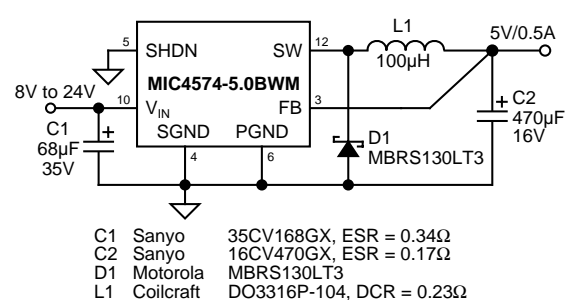 L1
5V/0.5A
100µH
5 SHDN SW 12
MIC4574-5.0BWM
8V to 24V
10 VIN FB 3
SGND PGND
4 6
C1
68µF
35V
+
D1
MBRS130LT3
+
C2
470µF
16V
C1 Sanyo 35CV168GX, ESR = 0.34Ω
C2 Sanyo 16CV470GX, ESR = 0.17Ω
D1 Motorola MBRS130LT3
L1 Coilcraft DO3316P-104, DCR = 0.23Ω